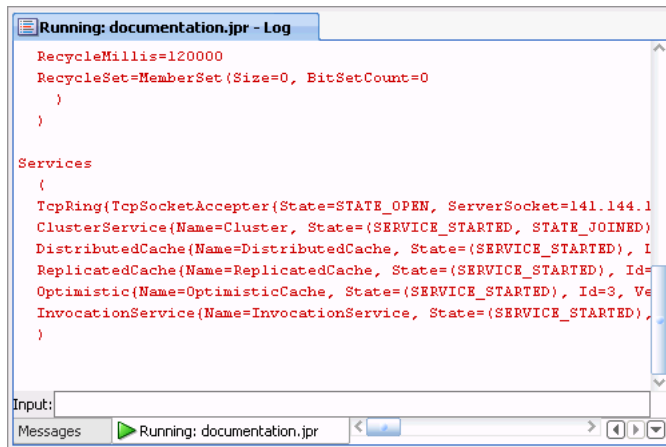 Running: documentation.jpr - Log
RecycleMillis=120000
RecycleSet=MemberSet(Size=0, BitSetCount=0
)
)
Services
(
TcpRing{TcpSocketAccepter{State=STATE_OPEN, ServerSocket=141.144.1
ClusterService{Name=Cluster, State=(SERVICE_STARTED, STATE_JOINED)
DistributedCache{Name=DistributedCache, State=(SERVICE_STARTED), I
ReplicatedCache{Name=ReplicatedCache, State=(SERVICE_STARTED), Id=
Optimistic{Name=OptimisticCache, State=(SERVICE_STARTED), Id=3, Ve
InvocationService{Name=InvocationService, State=(SERVICE_STARTED),
)
Input:
Messages
Running: documentation.jpr